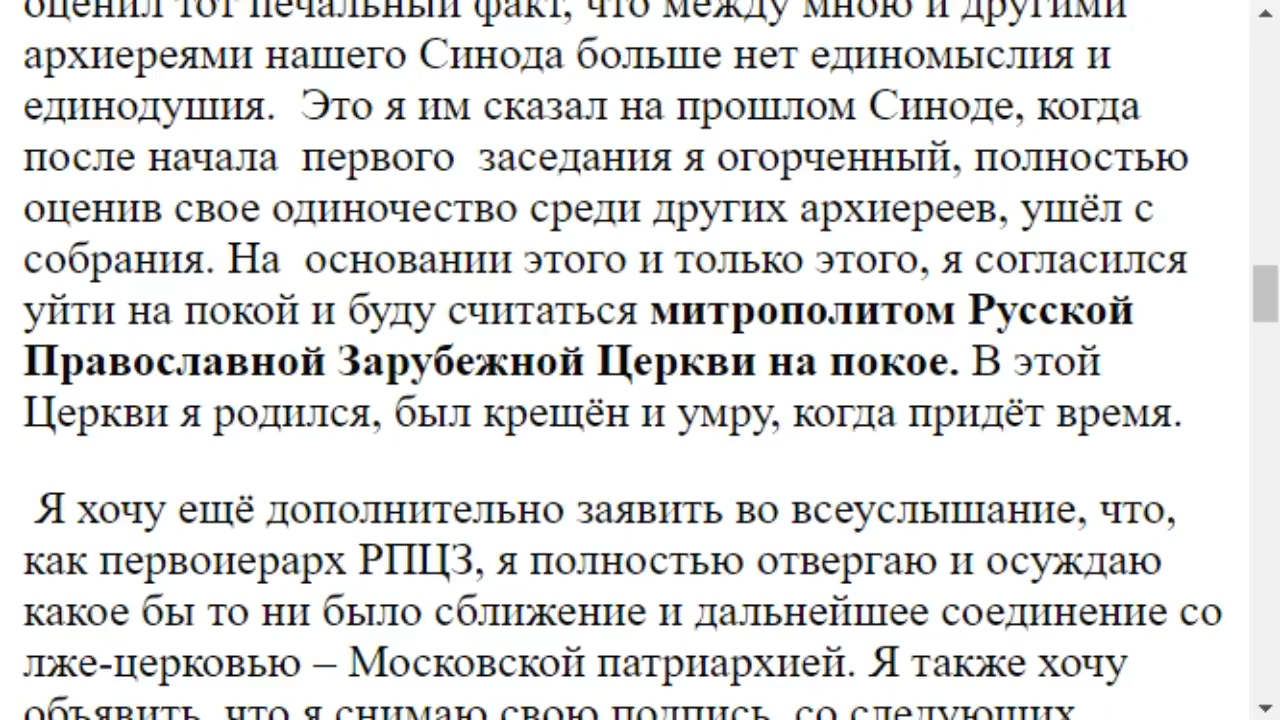 оценил тот печальный факт, что между мною и другими
архиереями нашего Синода больше нет единомыслия и
единодушия.  Это я им сказал на прошлом Синоде, когда
после начала  первого  заседания я огорченный, полностью
оценив свое одиночество среди других архиереев, ушёл с
собрания. На  основании этого и только этого, я согласился
уйти на покой и буду считаться митрополитом Русской
Православной Зарубежной Церкви на покое. В этой
Церкви я родился, был крещён и умру, когда придёт время.
Я хочу ещё дополнительно заявить во всеуслышание, что,
как первоиерарх РПЦЗ, я полностью отвергаю и осуждаю
какое бы то ни было сближение и дальнейшее соединение со
лже-церковью – Московской патриархией. Я также хочу
объявить, что я снимаю свою подпись  со следующих